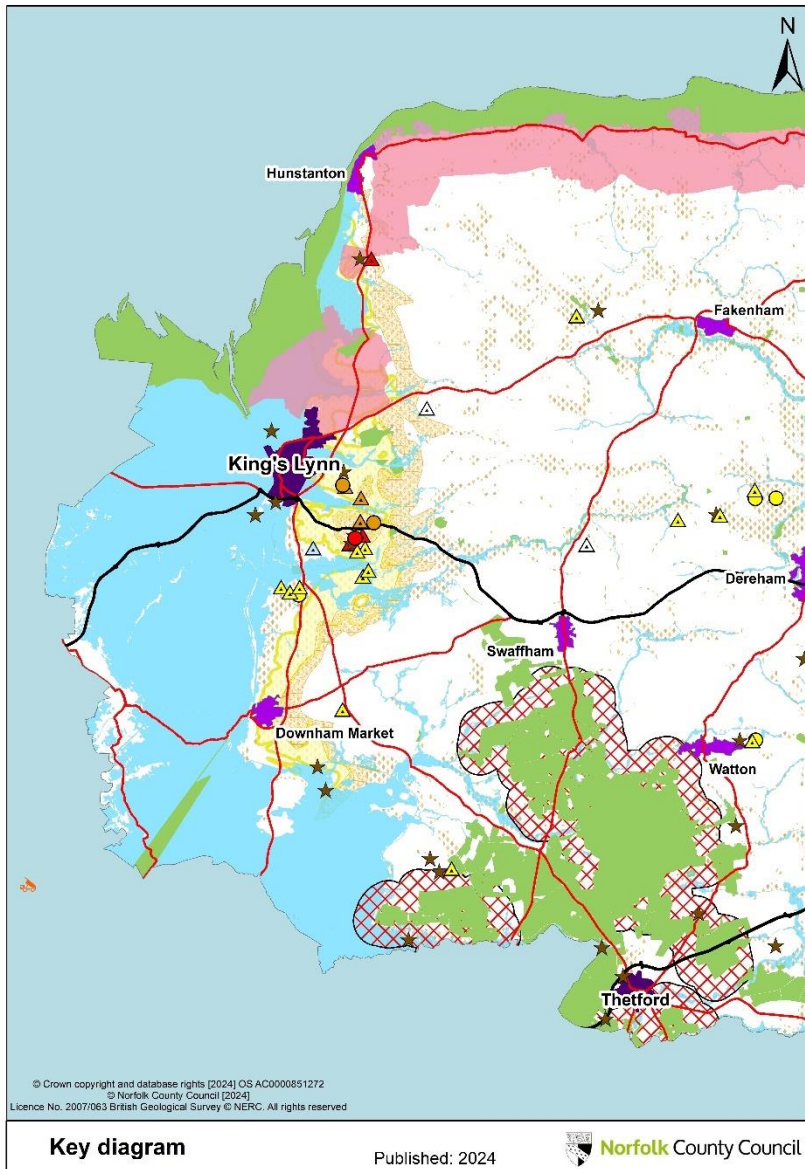 N
Hunstanton
Fakenham
King's Lynn
Dereham
Swaffham
Downham Market
Watton
Thetford
© Crown copyright and database rights [2024] OS AC0000851272
© Norfolk County Council [2024]
Licence No. 2007/063 British Geological Survey © NERC. All rights reserved
Key diagram
Published: 2024
Norfolk County Council